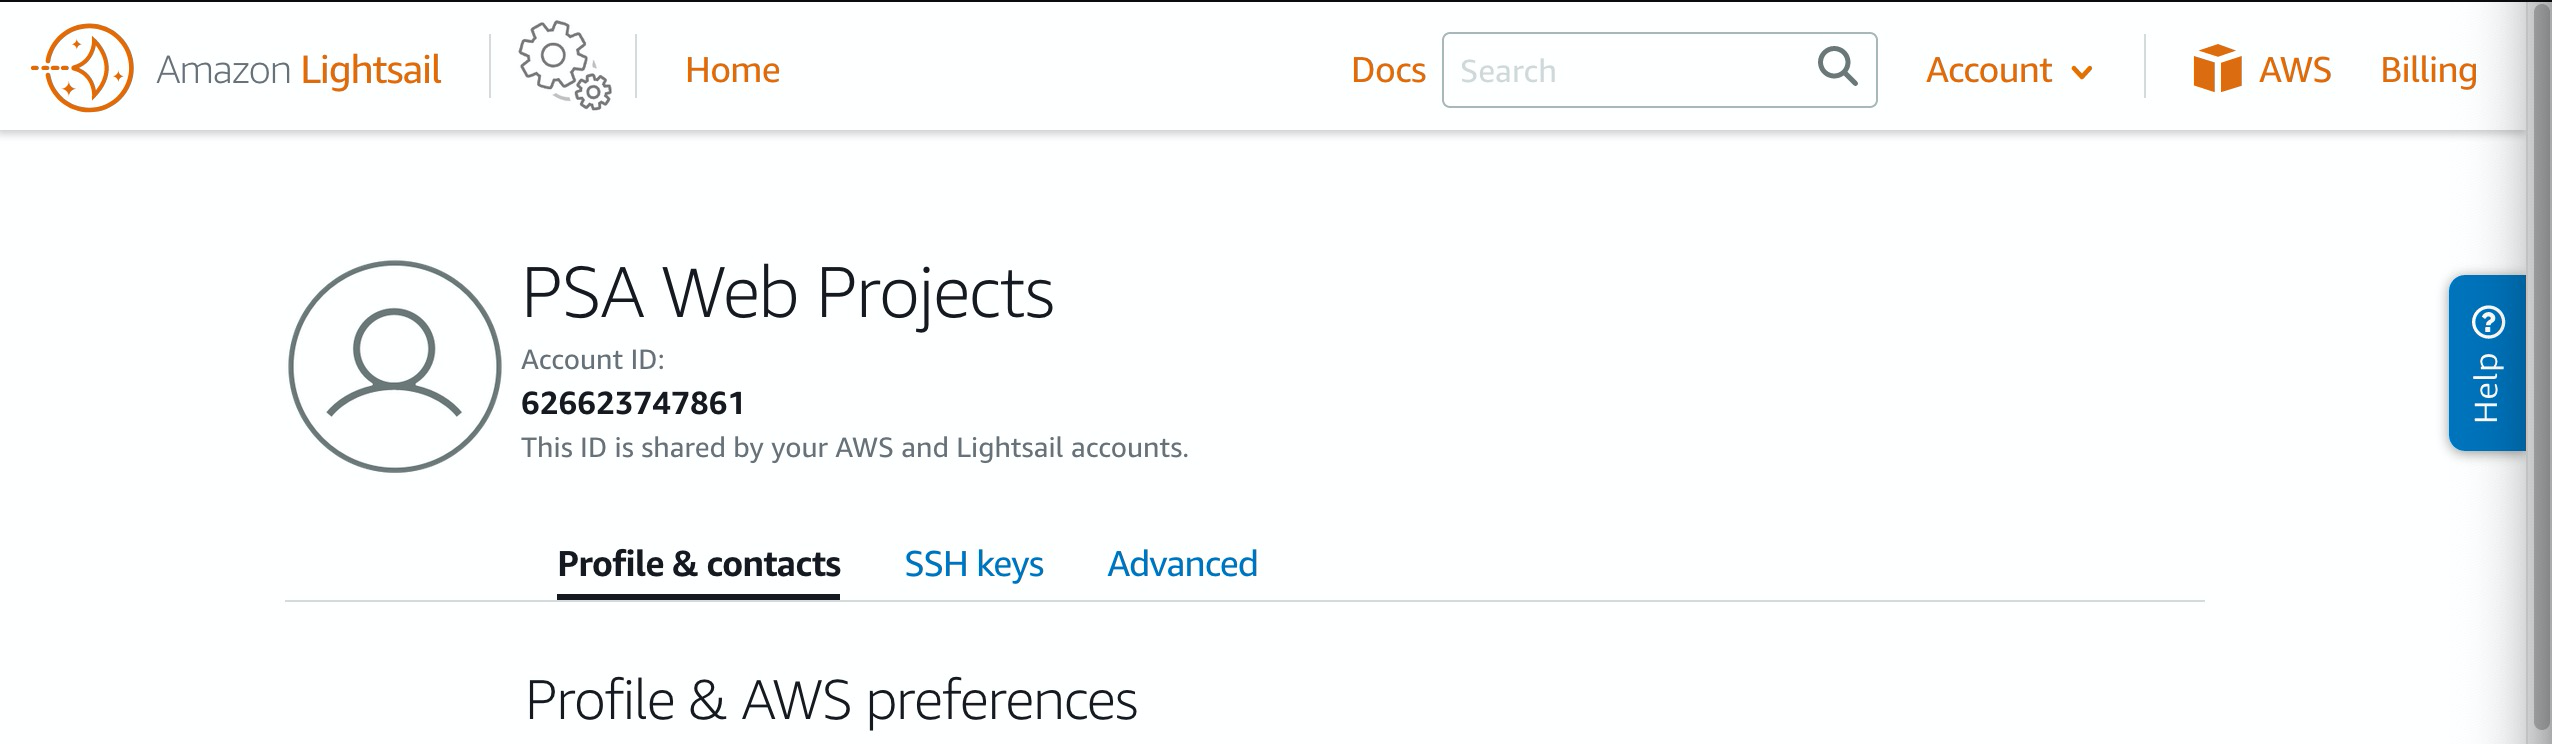 Amazon Lightsail Home Docs Search Account AWS Billing
PSA Web Projects
Account ID:
626623747861
This ID is shared by your AWS and Lightsail accounts.
Help
Profile & contacts SSH keys Advanced
Profile & AWS preferences